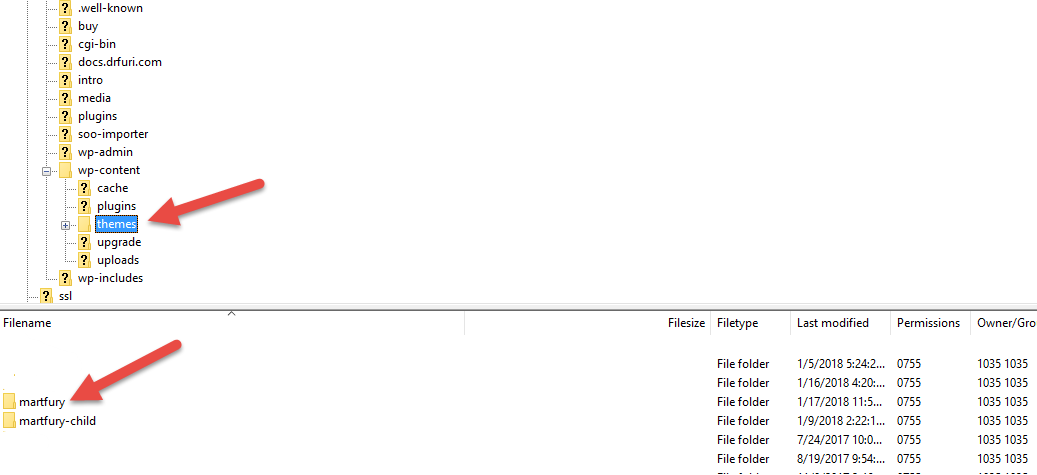 .well-known
buy
cgi-bin
docs.drfuri.com
intro
media
plugins
soo-importer
wp-admin
wp-content
cache
plugins
themes
upgrade
uploads
wp-includes
ssl
Filename Filesize Filetype Last modified Permissions Owner/Gro
File folder 1/5/2018 5:24:2... 0755 1035 1035
File folder 1/16/2018 4:20:... 0755 1035 1035
martfury File folder 1/17/2018 11:5... 0755 1035 1035
martfury-child File folder 1/9/2018 2:22:1... 0755 1035 1035
File folder 7/24/2017 10:0... 0755 1035 1035
File folder 8/19/2017 9:54:... 0755 1035 1035